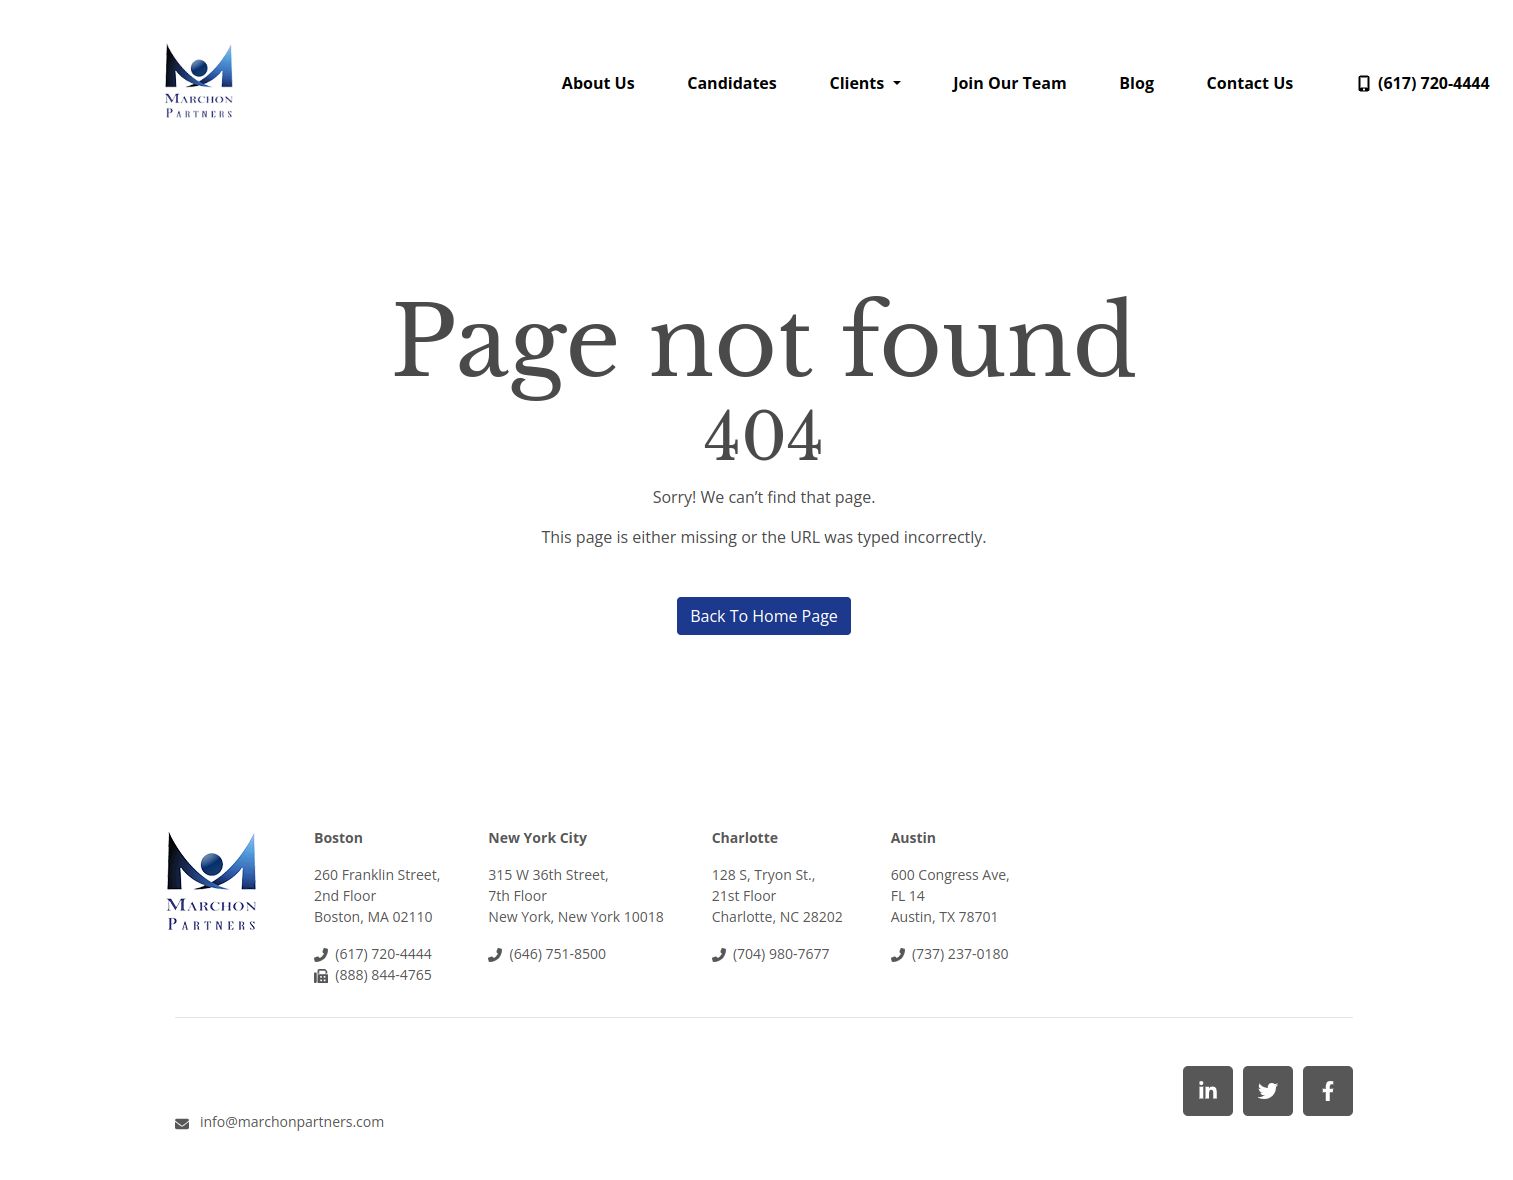 MARCHON
PARTNERS
About Us
Candidates
Clients
Join Our Team
Blog
Contact Us
(617) 720-4444
Page not found
404
Sorry! We can’t find that page.
This page is either missing or the URL was typed incorrectly.
Back To Home Page
MARCHON
PARTNERS
Boston
260 Franklin Street,
2nd Floor
Boston, MA 02110
(617) 720-4444
(888) 844-4765
New York City
315 W 36th Street,
7th Floor
New York, New York 10018
(646) 751-8500
Charlotte
128 S, Tryon St.,
21st Floor
Charlotte, NC 28202
(704) 980-7677
Austin
600 Congress Ave,
FL 14
Austin, TX 78701
(737) 237-0180
info@marchonpartners.com